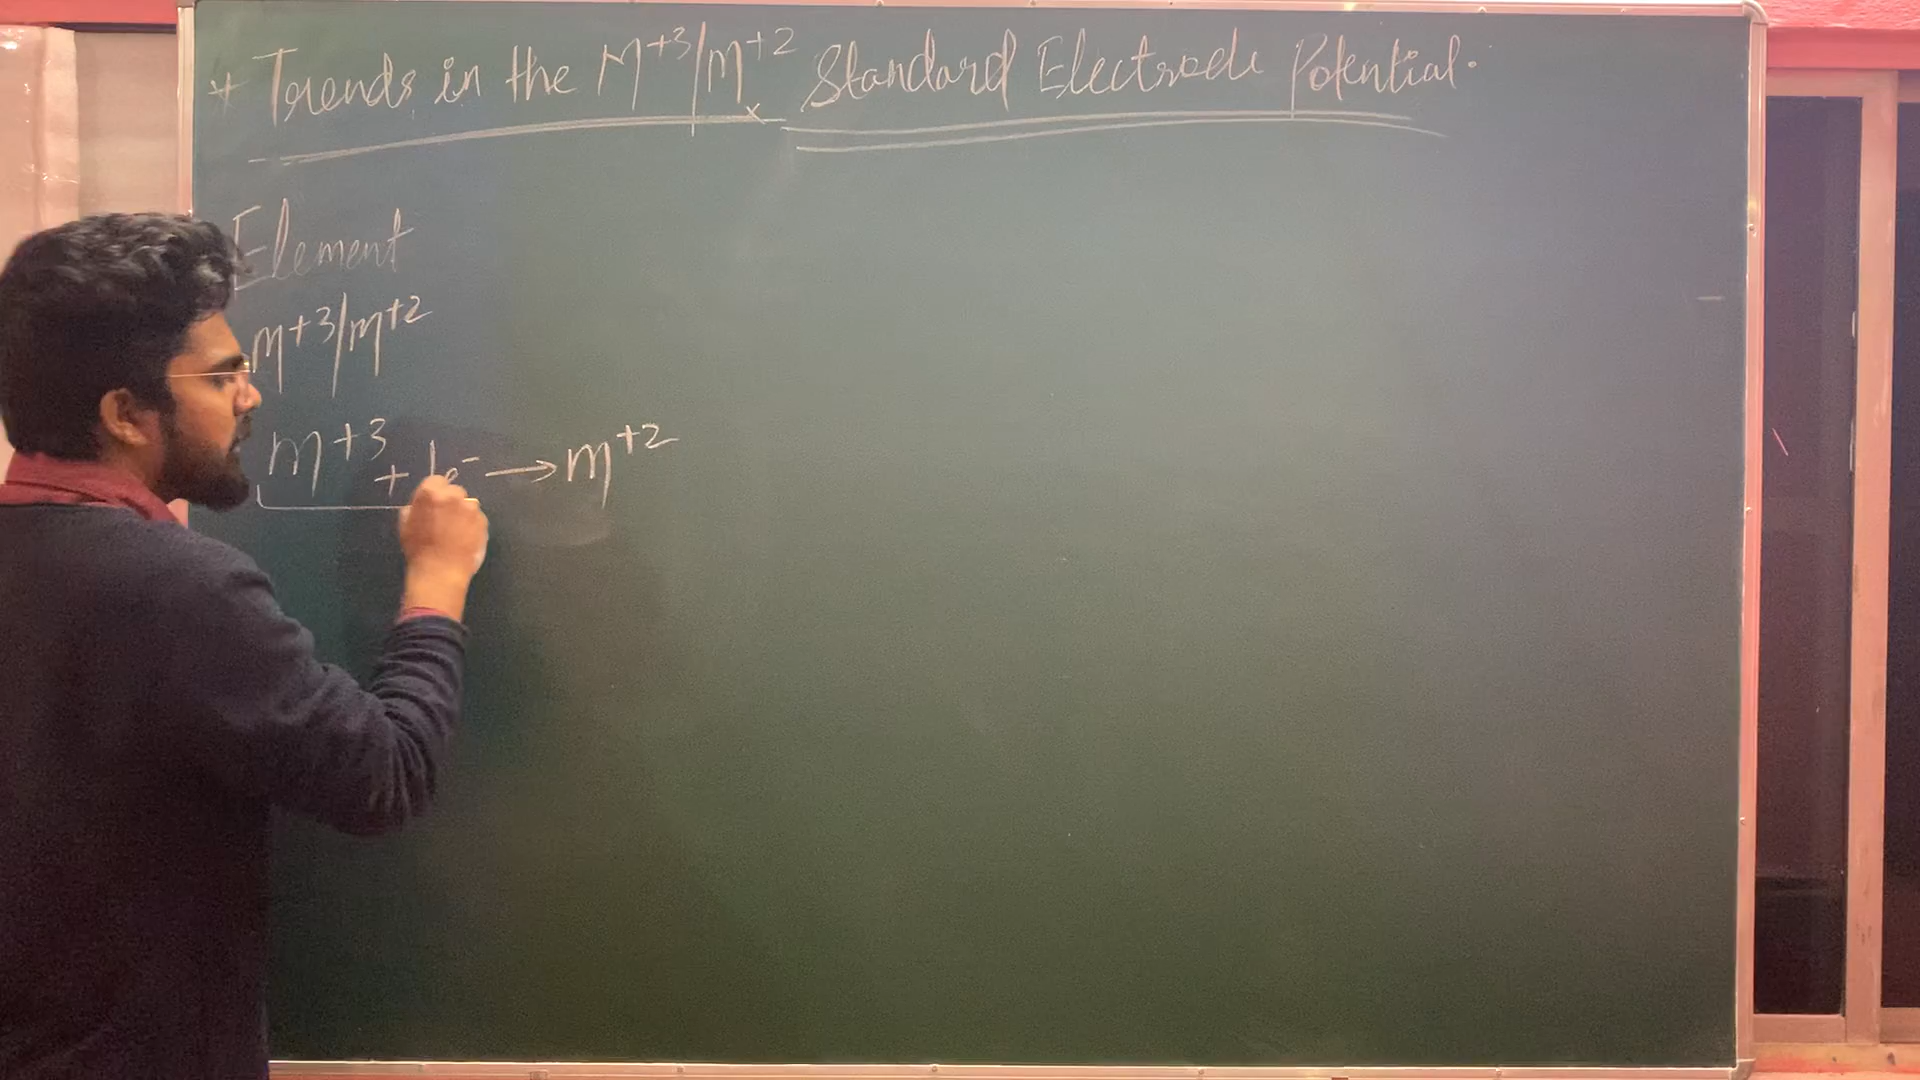 * Trends in the M+3/M+2 Standard Electrode Potential.
Element
M+3/M+2
M+3 + 1e- → M+2